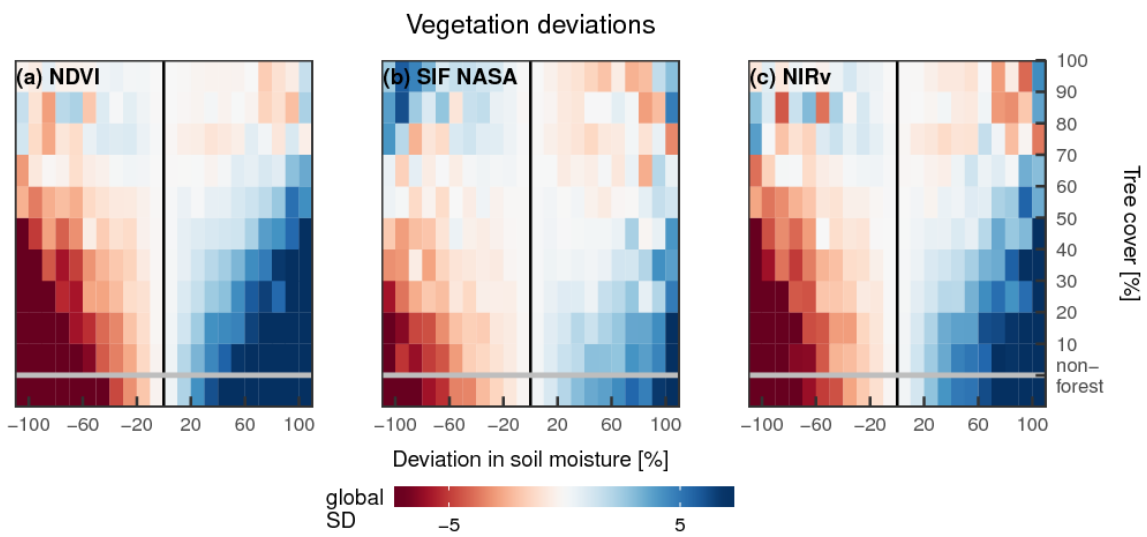 Vegetation deviations
(a) NDVI
(b) SIF NASA
(c) NIRv
100
90
80
70
60
50
40
30
20
10
non−
forest
Tree cover [%]
−100 −60 −20 20 60 100
−100 −60 −20 20 60 100
−100 −60 −20 20 60 100
Deviation in soil moisture [%]
global
SD
−5 5